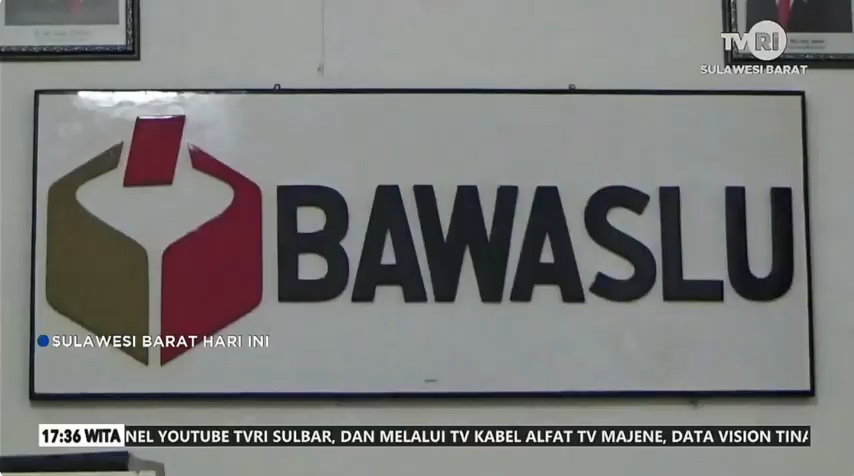 TVRI
SULAWESI BARAT
BAWASLU
SULAWESI BARAT HARI INI
17:36 WITA
NEL YOUTUBE TVRI SULBAR, DAN MELALUI TV KABEL ALFAT TV MAJENE, DATA VISION TINA